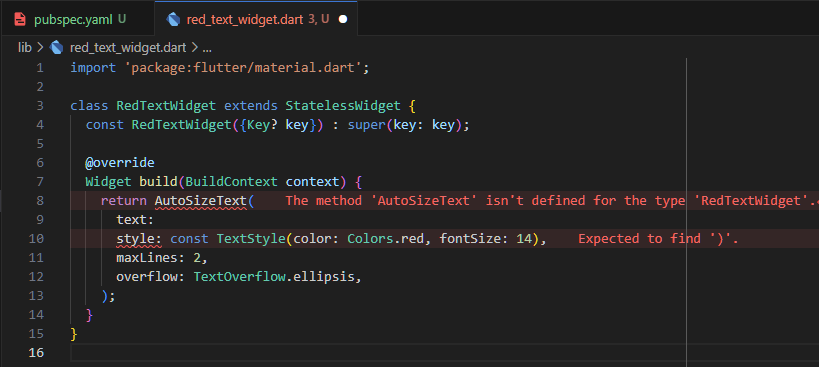 pubspec.yaml U
red_text_widget.dart 3, U
lib > red_text_widget.dart > ...
1 import 'package:flutter/material.dart';
2
3 class RedTextWidget extends StatelessWidget {
4 const RedTextWidget({Key? key}) : super(key: key);
5
6 @override
7 Widget build(BuildContext context) {
8 return AutoSizeText( The method 'AutoSizeText' isn't defined for the type 'RedTextWidget'.
9 text:
10 style: const TextStyle(color: Colors.red, fontSize: 14), Expected to find ')'.
11 maxLines: 2,
12 overflow: TextOverflow.ellipsis,
13 );
14 }
15 }
16